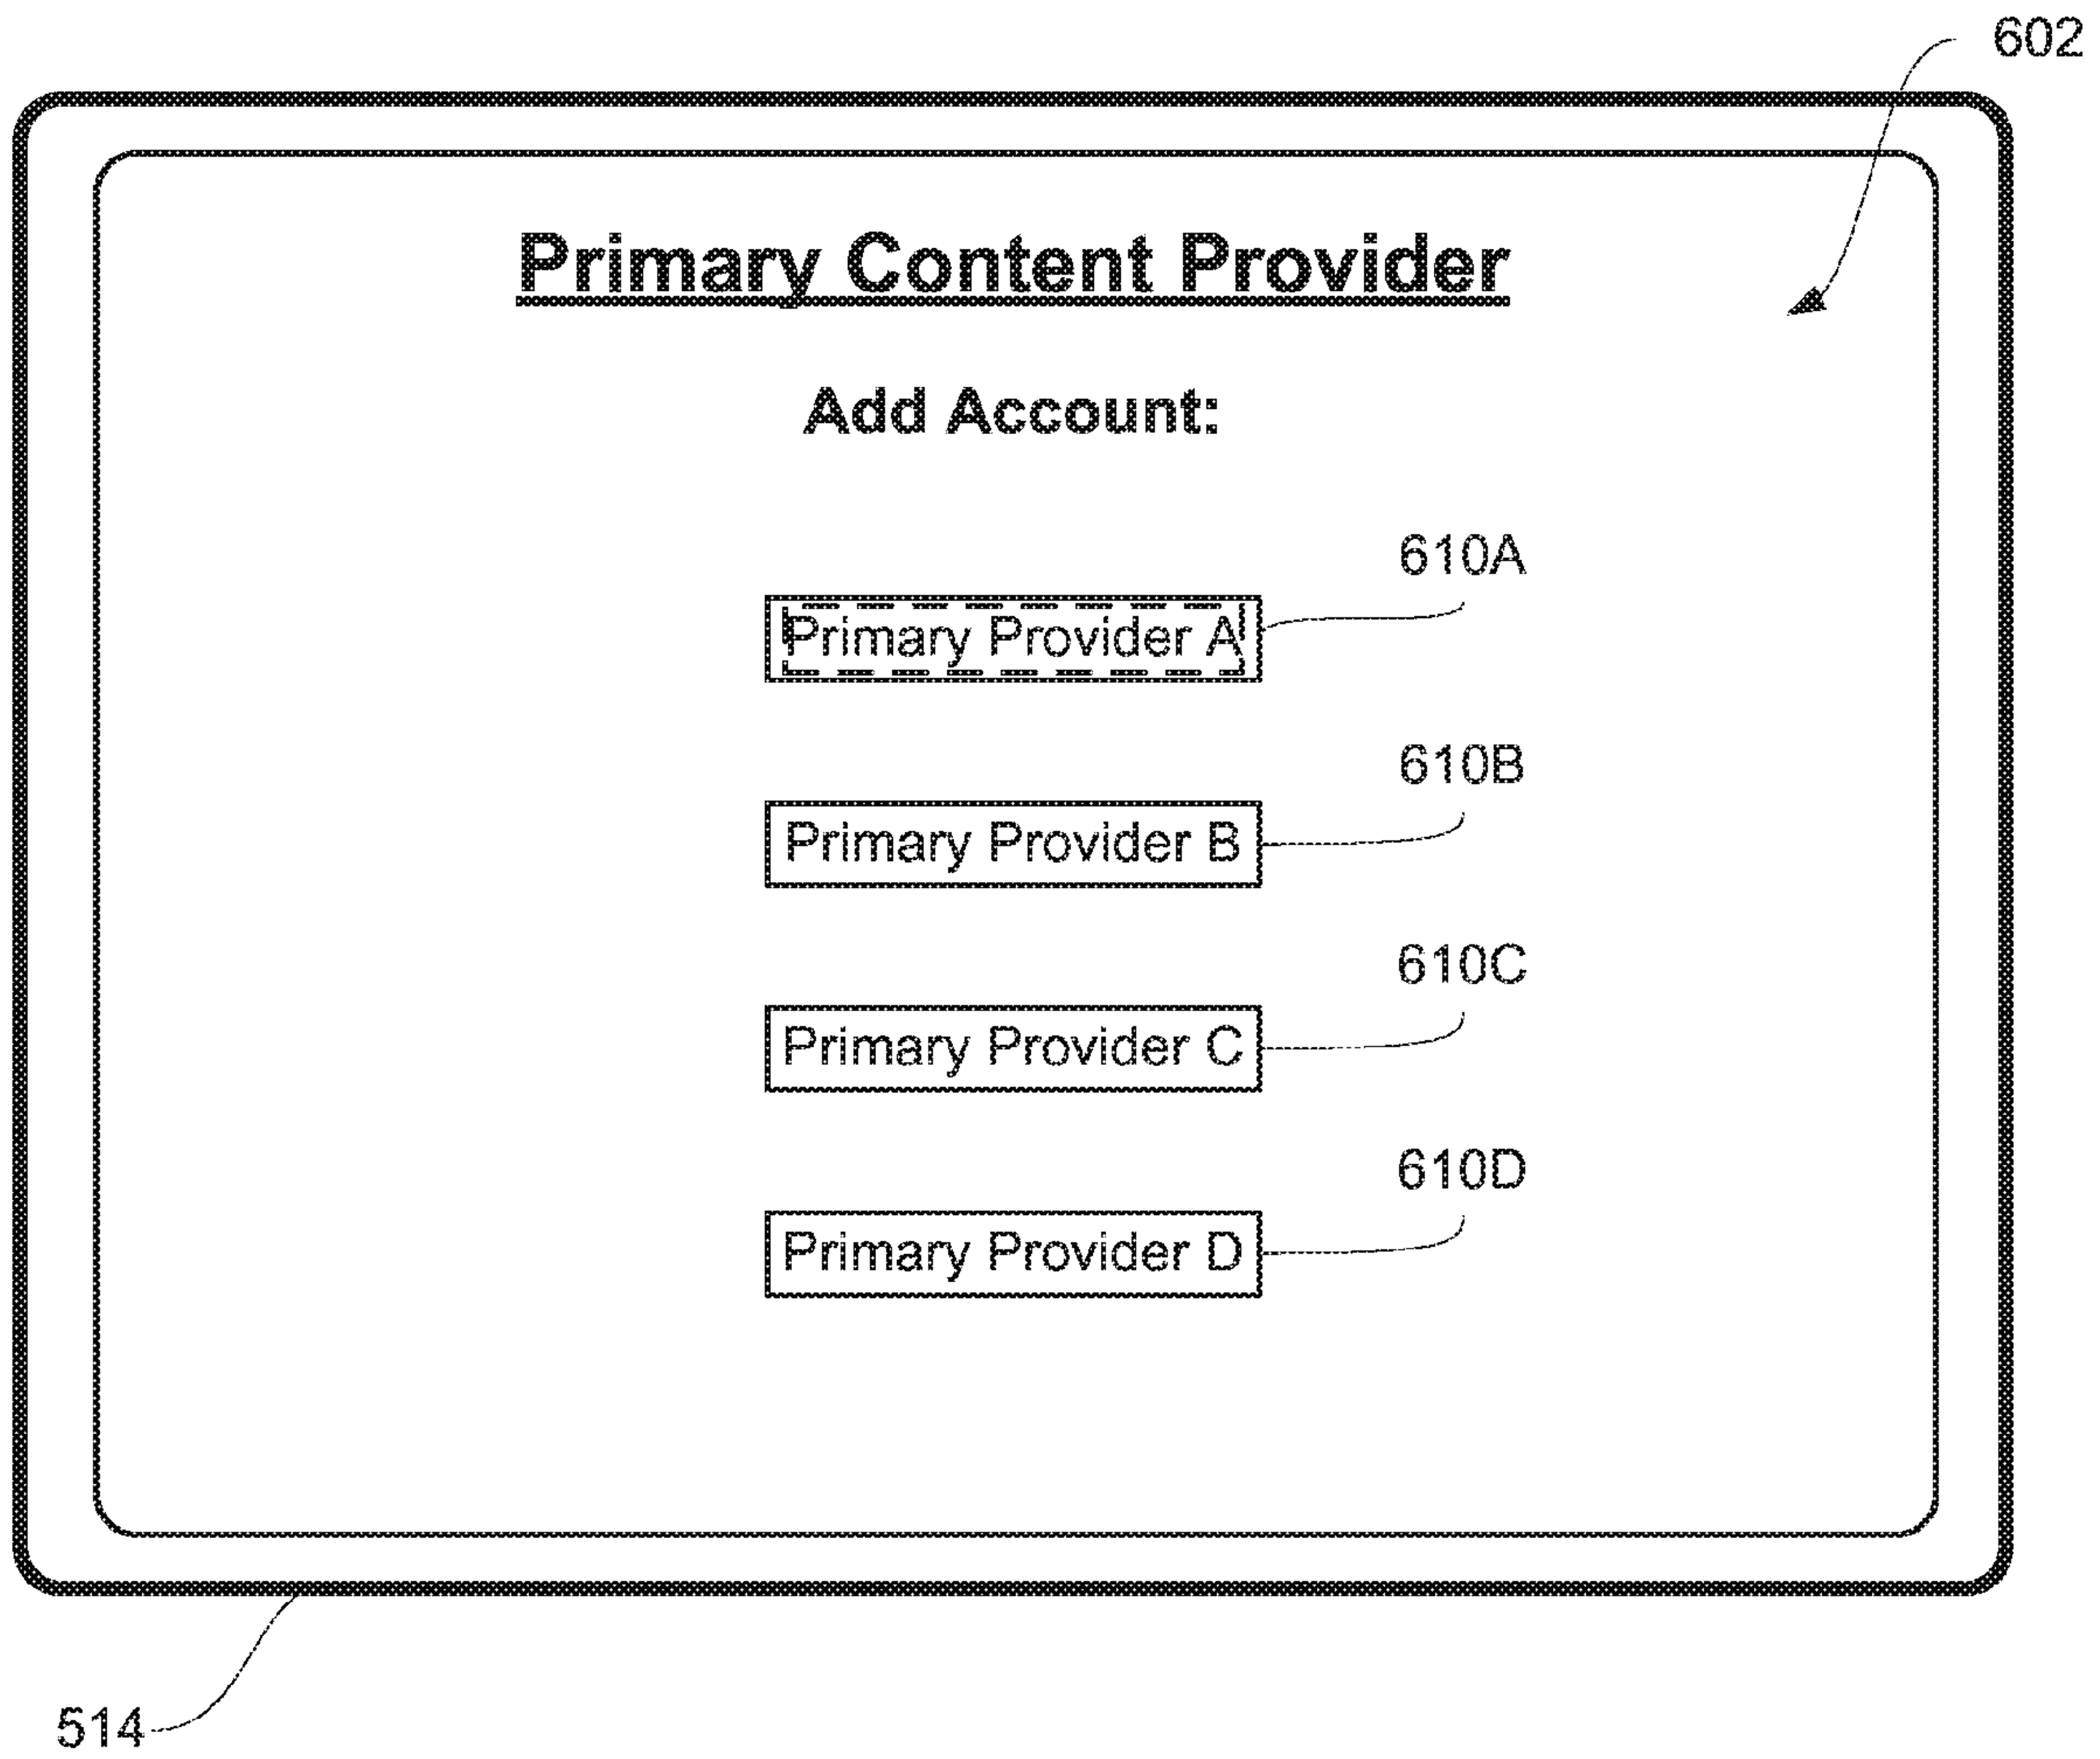 602
Primary Content Provider
Add Account:
610A
Primary Provider A
610B
Primary Provider B
610C
Primary Provider C
610D
Primary Provider D
514